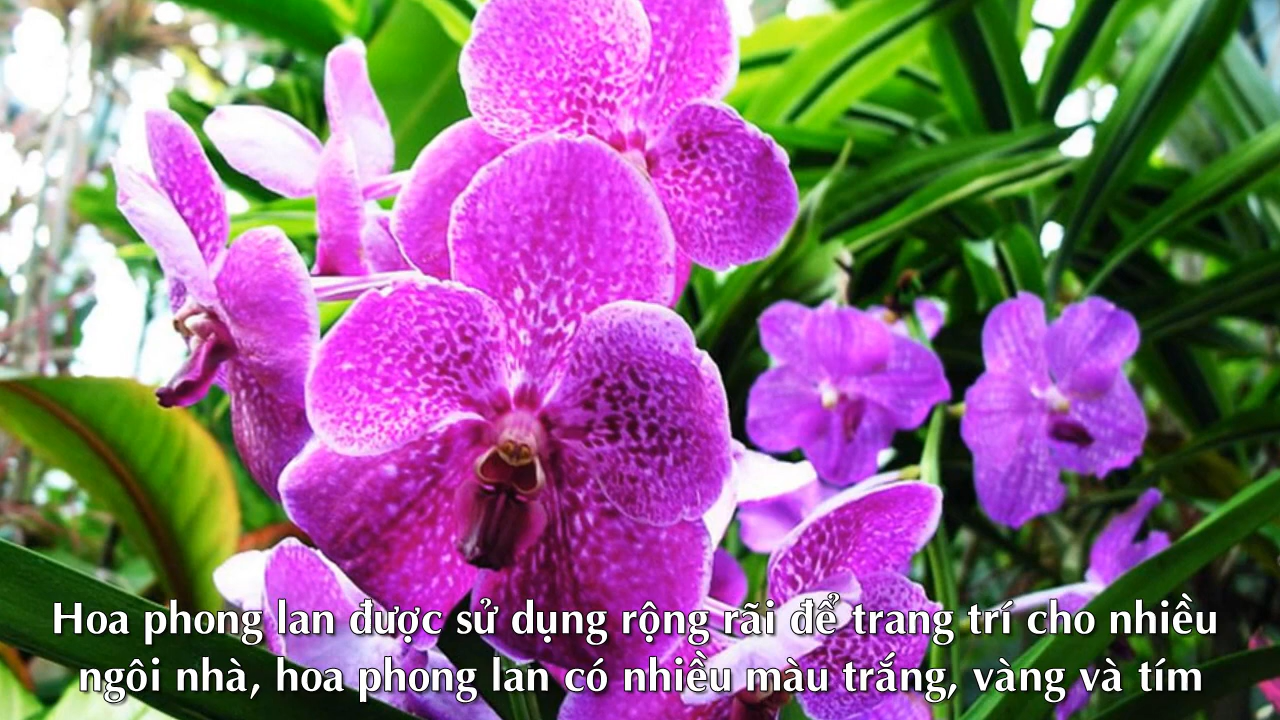 Hoa phong lan được sử dụng rộng rãi để trang trí cho nhiều
ngôi nhà, hoa phong lan có nhiều màu trắng, vàng và tím